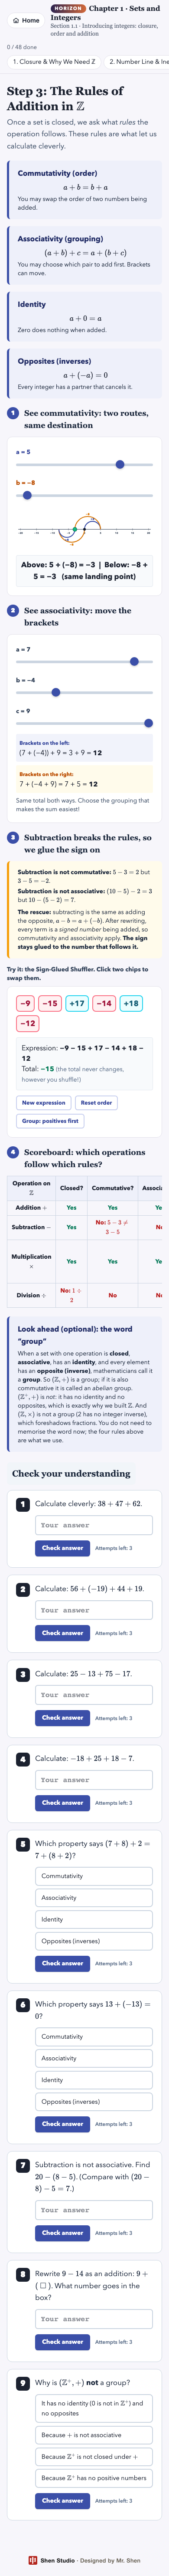 Home
HORIZON Chapter 1 · Sets and
Integers
Section 1.1 · Introducing integers: closure,
order and addition
0 / 48 done
1. Closure & Why We Need ℤ
2. Number Line & Ine
Step 3: The Rules of
Addition in ℤ
Once a set is closed, we ask what rules the
operation follows. These rules are what let us
calculate cleverly.
Commutativity (order)
a + b = b + a
You may swap the order of two numbers being
added.
Associativity (grouping)
(a + b) + c = a + (b + c)
You may choose which pair to add first. Brackets
can move.
Identity
a + 0 = a
Zero does nothing when added.
Opposites (inverses)
a + (−a) = 0
Every integer has a partner that cancels it.
1 See commutativity: two routes,
same destination
a = 5
b = −8
Above: 5 + (−8) = −3 | Below: −8 +
5 = −3 (same landing point)
2 See associativity: move the
brackets
a = 7
b = −4
c = 9
Brackets on the left:
(7 + (−4)) + 9 = 3 + 9 = 12
Brackets on the right:
7 + (−4 + 9) = 7 + 5 = 12
Same total both ways. Choose the grouping that
makes the sum easiest!
3 Subtraction breaks the rules, so
we glue the sign on
Subtraction is not commutative: 5 − 3 = 2 but
3 − 5 = −2.
Subtraction is not associative: (10 − 5) − 2 = 3
but 10 − (5 − 2) = 7.
The rescue: subtracting is the same as adding
the opposite, a − b = a + (−b). After rewriting,
every term is a signed number being added, so
commutativity and associativity apply. The sign
stays glued to the number that follows it.
Try it: the Sign-Glued Shuffler. Click two chips to
swap them.
−9
−15
+17
−14
+18
−12
Expression: −9 − 15 + 17 − 14 + 18 −
12
Total: −15 (the total never changes,
however you shuffle!)
New expression
Reset order
Group: positives first
4 Scoreboard: which operations
follow which rules?
Operation on ℤ Closed? Commutative? Associa
Addition + Yes Yes Ye
Subtraction − Yes No: 5 − 3 ≠ 3 − 5 No
Multiplication × Yes Yes Ye
Division ÷ No: 1 ÷ 2 No No
Look ahead (optional): the word
"group"
When a set with one operation is closed,
associative, has an identity, and every element
has an opposite (inverse), mathematicians call it
a group. So (ℤ, +) is a group; if it is also
commutative it is called an abelian group.
(ℤ⁺, +) is not: it has no identity and no
opposites, which is exactly why we built ℤ. And
(ℤ, ×) is not a group (2 has no integer inverse),
which foreshadows fractions. You do not need to
memorise the word now; the four rules above
are what we use.
Check your understanding
1 Calculate cleverly: 38 + 47 + 62.
Your answer
Check answer Attempts left: 3
2 Calculate: 56 + (−19) + 44 + 19.
Your answer
Check answer Attempts left: 3
3 Calculate: 25 − 13 + 75 − 17.
Your answer
Check answer Attempts left: 3
4 Calculate: −18 + 25 + 18 − 7.
Your answer
Check answer Attempts left: 3
5 Which property says (7 + 8) + 2 =
7 + (8 + 2)?
Commutativity
Associativity
Identity
Opposites (inverses)
Check answer Attempts left: 3
6 Which property says 13 + (−13) =
0?
Commutativity
Associativity
Identity
Opposites (inverses)
Check answer Attempts left: 3
7 Subtraction is not associative. Find
20 − (8 − 5). (Compare with (20 −
8) − 5 = 7.)
Your answer
Check answer Attempts left: 3
8 Rewrite 9 − 14 as an addition: 9 +
( □ ). What number goes in the
box?
Your answer
Check answer Attempts left: 3
9 Why is (ℤ⁺, +) not a group?
It has no identity (0 is not in ℤ⁺) and
no opposites
Because + is not associative
Because ℤ⁺ is not closed under +
Because ℤ⁺ has no positive numbers
Check answer Attempts left: 3
Shen Studio · Designed by Mr. Shen